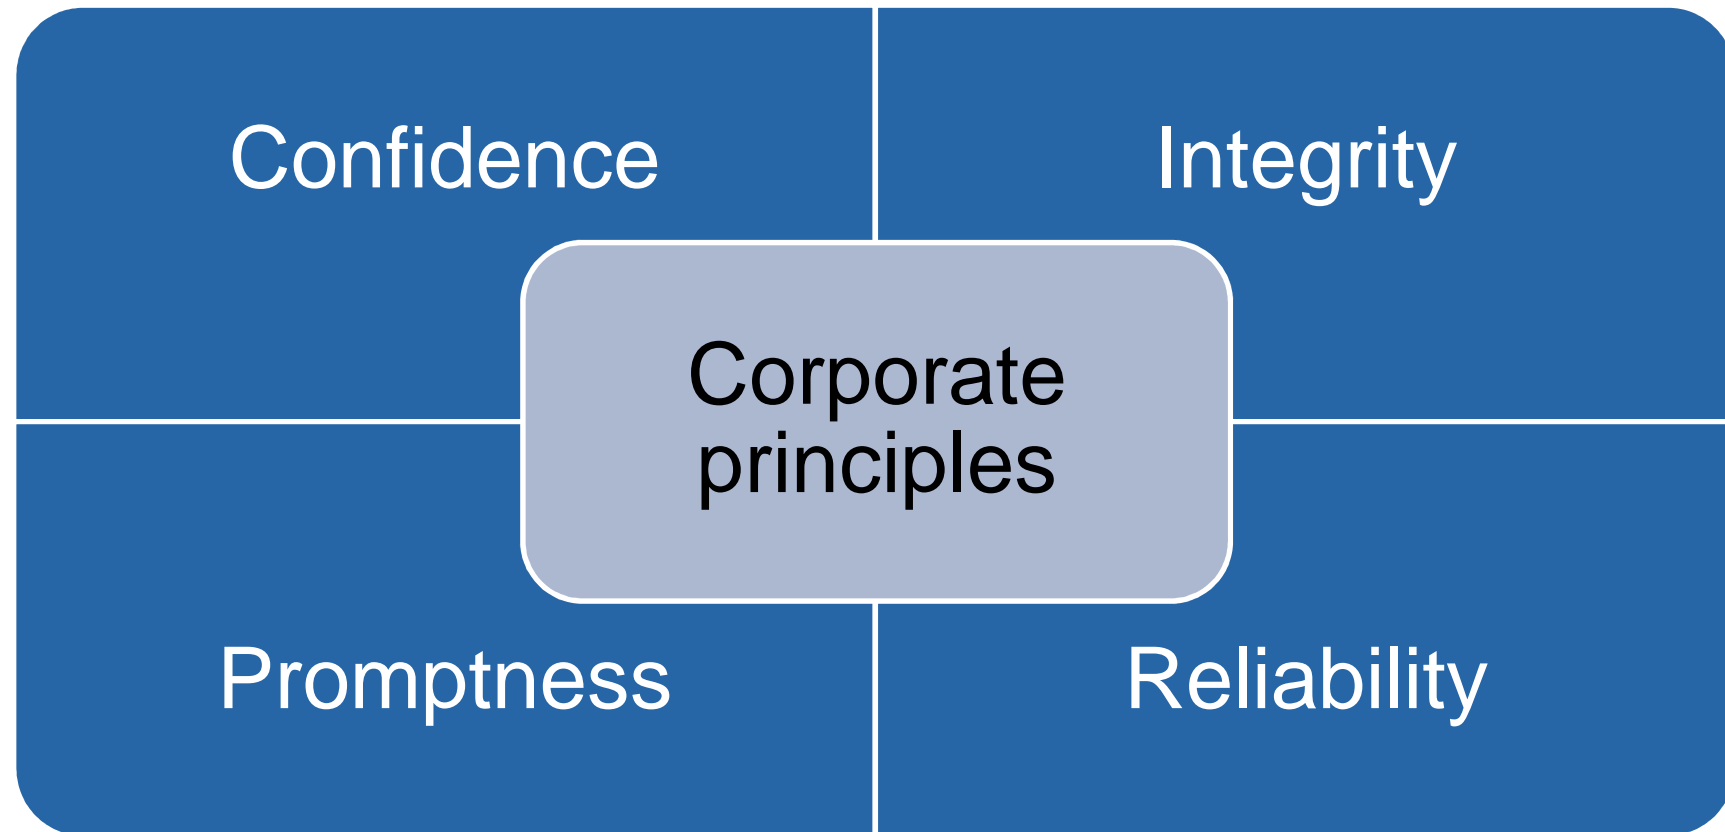 Confidence
Integrity
Corporate
principles
Promptness
Reliability